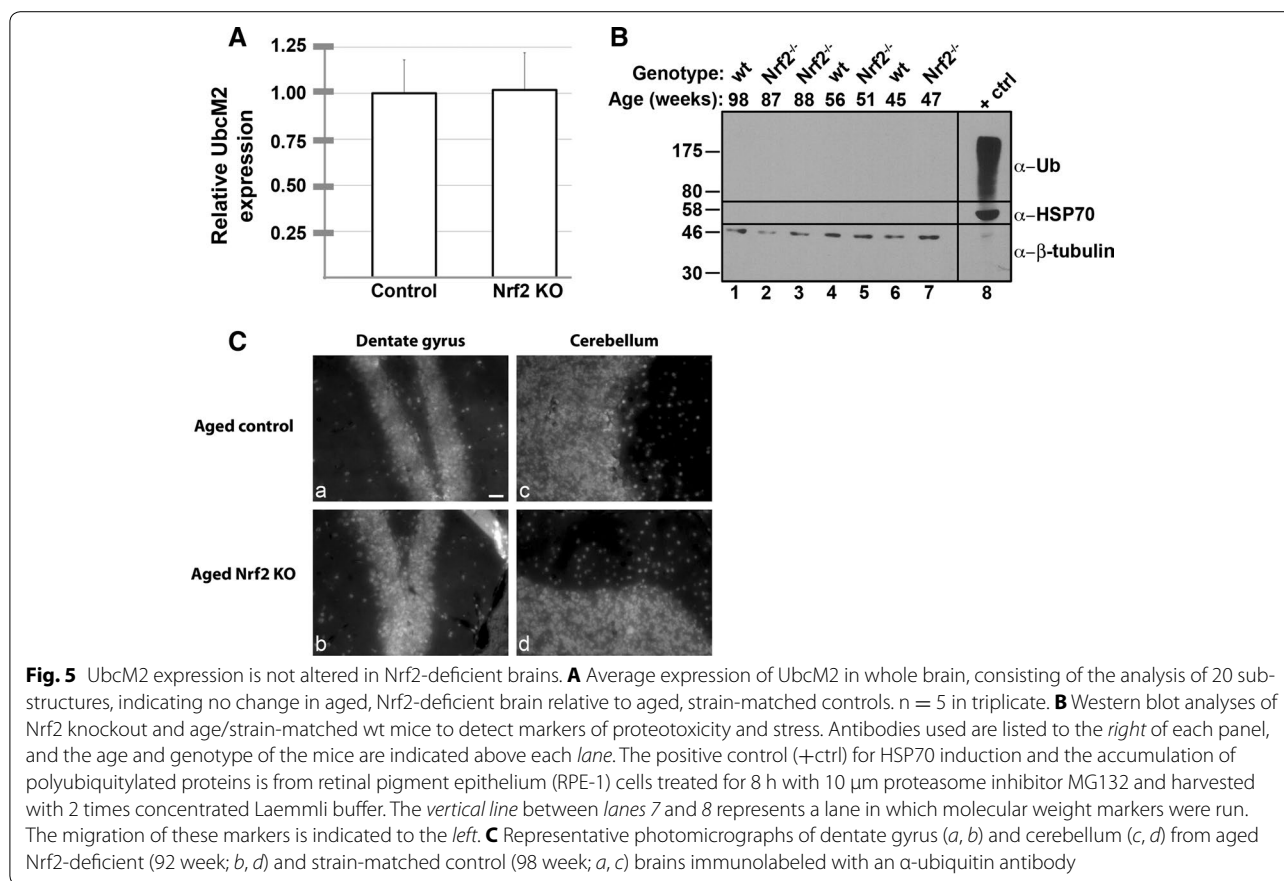 A
1.25
1.00
0.75
0.50
0.25
Relative UbcM2
expression
Control
Nrf2 KO
B
Genotype: wt Nrf2-/- Nrf2-/- wt Nrf2-/- wt Nrf2-/- + ctrl
Age (weeks): 98 87 88 56 51 45 47
175
80
58
46
30
α–Ub
α–HSP70
α–β-tubulin
1 2 3 4 5 6 7 8
C
Dentate gyrus
Cerebellum
Aged control
a
c
Aged Nrf2 KO
b
d
Fig. 5 UbcM2 expression is not altered in Nrf2-deficient brains. A Average expression of UbcM2 in whole brain, consisting of the analysis of 20 sub-
structures, indicating no change in aged, Nrf2-deficient brain relative to aged, strain-matched controls. n = 5 in triplicate. B Western blot analyses of
Nrf2 knockout and age/strain-matched wt mice to detect markers of proteotoxicity and stress. Antibodies used are listed to the right of each panel,
and the age and genotype of the mice are indicated above each lane. The positive control (+ctrl) for HSP70 induction and the accumulation of
polyubiquitylated proteins is from retinal pigment epithelium (RPE-1) cells treated for 8 h with 10 μm proteasome inhibitor MG132 and harvested
with 2 times concentrated Laemmli buffer. The vertical line between lanes 7 and 8 represents a lane in which molecular weight markers were run.
The migration of these markers is indicated to the left. C Representative photomicrographs of dentate gyrus (a, b) and cerebellum (c, d) from aged
Nrf2-deficient (92 week; b, d) and strain-matched control (98 week; a, c) brains immunolabeled with an α-ubiquitin antibody